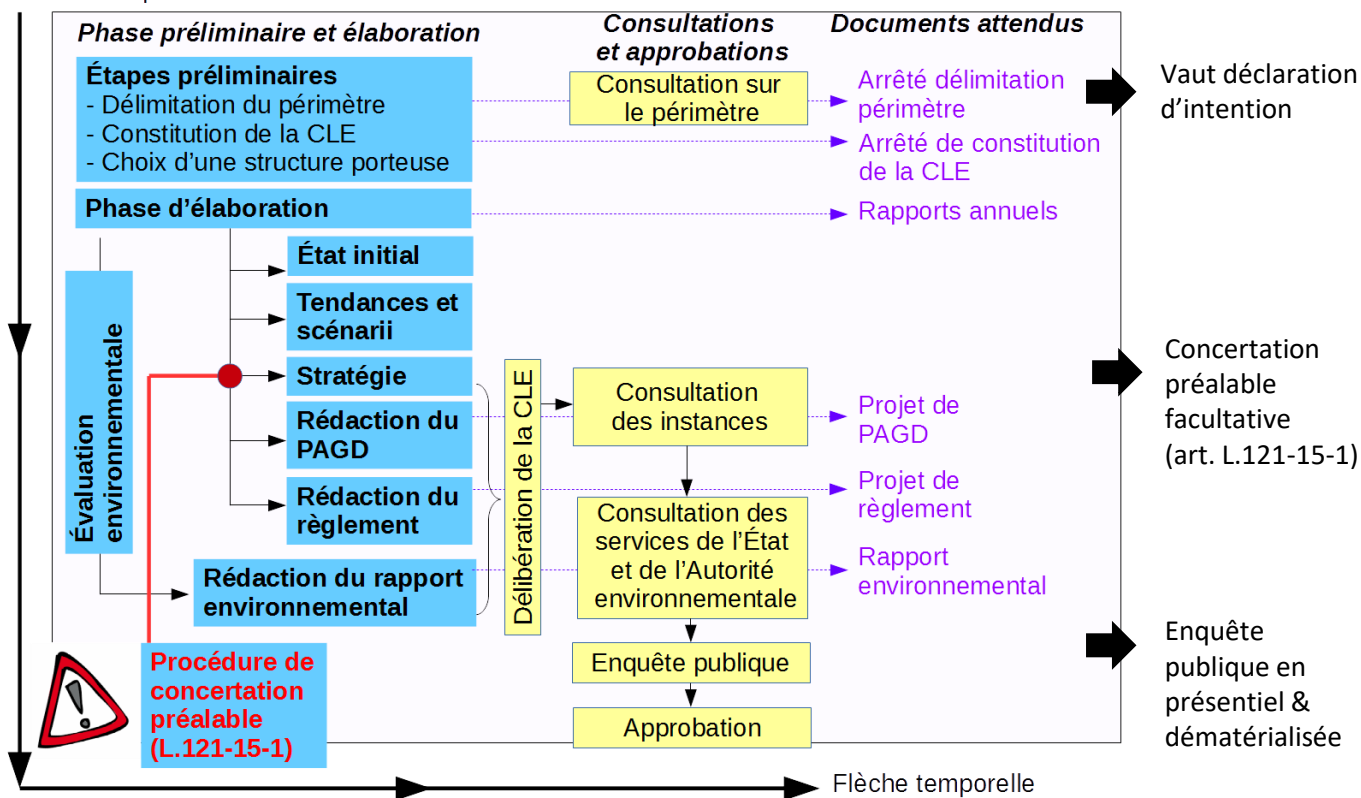 Phase préliminaire et élaboration
Consultations
et approbations
Documents attendus
Étapes préliminaires
- Délimitation du périmètre
- Constitution de la CLE
- Choix d'une structure porteuse
Consultation sur
le périmètre
Arrêté délimitation
périmètre
Arrêté de constitution
de la CLE
Vaut déclaration
d’intention
Phase d’élaboration
Rapports annuels
État initial
Tendances et
scénarii
Stratégie
Rédaction du
PAGD
Rédaction du
règlement
Évaluation
environnementale
Rédaction du rapport
environnemental
Délibération de la CLE
Consultation
des instances
Projet de
PAGD
Projet de
règlement
Consultation des
services de l’État
et de l’Autorité
environnementale
Rapport
environnemental
Concertation
préalable
facultative
(art. L.121-15-1)
Procédure de
concertation
préalable
(L.121-15-1)
Enquête publique
Approbation
Enquête
publique en
présentiel &
dématérialisée
Flèche temporelle